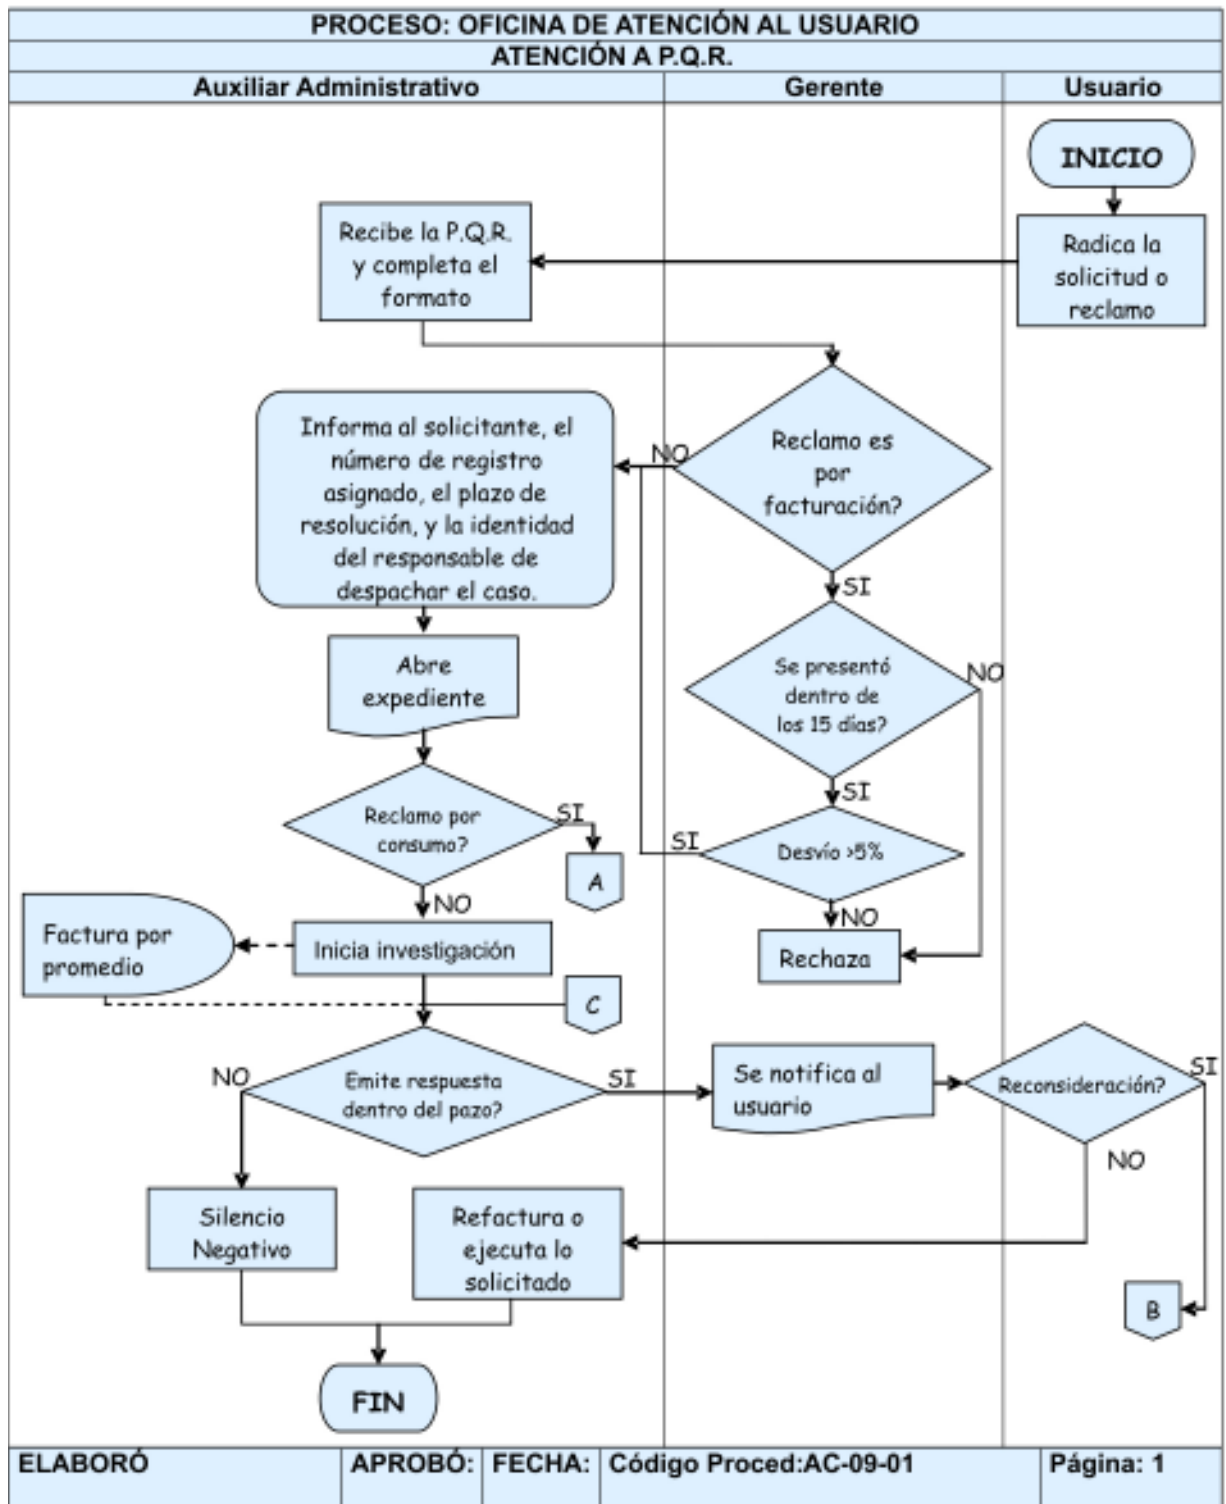 PROCESO: OFICINA DE ATENCIÓN AL USUARIO
ATENCIÓN A P.Q.R.
Auxiliar Administrativo
Gerente
Usuario
INICIO
Radica la
solicitud o
reclamo
Recibe la P.Q.R.
y completa el
formato
Reclamo es
por
facturación?
NO
SI
Informa al solicitante, el
número de registro
asignado, el plazo de
resolución, y la identidad
del responsable de
despachar el caso.
Se presentó
dentro de
los 15 días?
NO
SI
Abre
expediente
Reclamo por
consumo?
SI
A
NO
Desvío >5%
SI
NO
Rechaza
Factura por
promedio
Inicia investigación
C
Emite respuesta
dentro del pazo?
NO
SI
Se notifica al
usuario
Reconsideración?
SI
NO
Silencio
Negativo
Refactura o
ejecuta lo
solicitado
B
FIN
ELABORÓ
APROBÓ:
FECHA:
Código Proced:AC-09-01
Página: 1